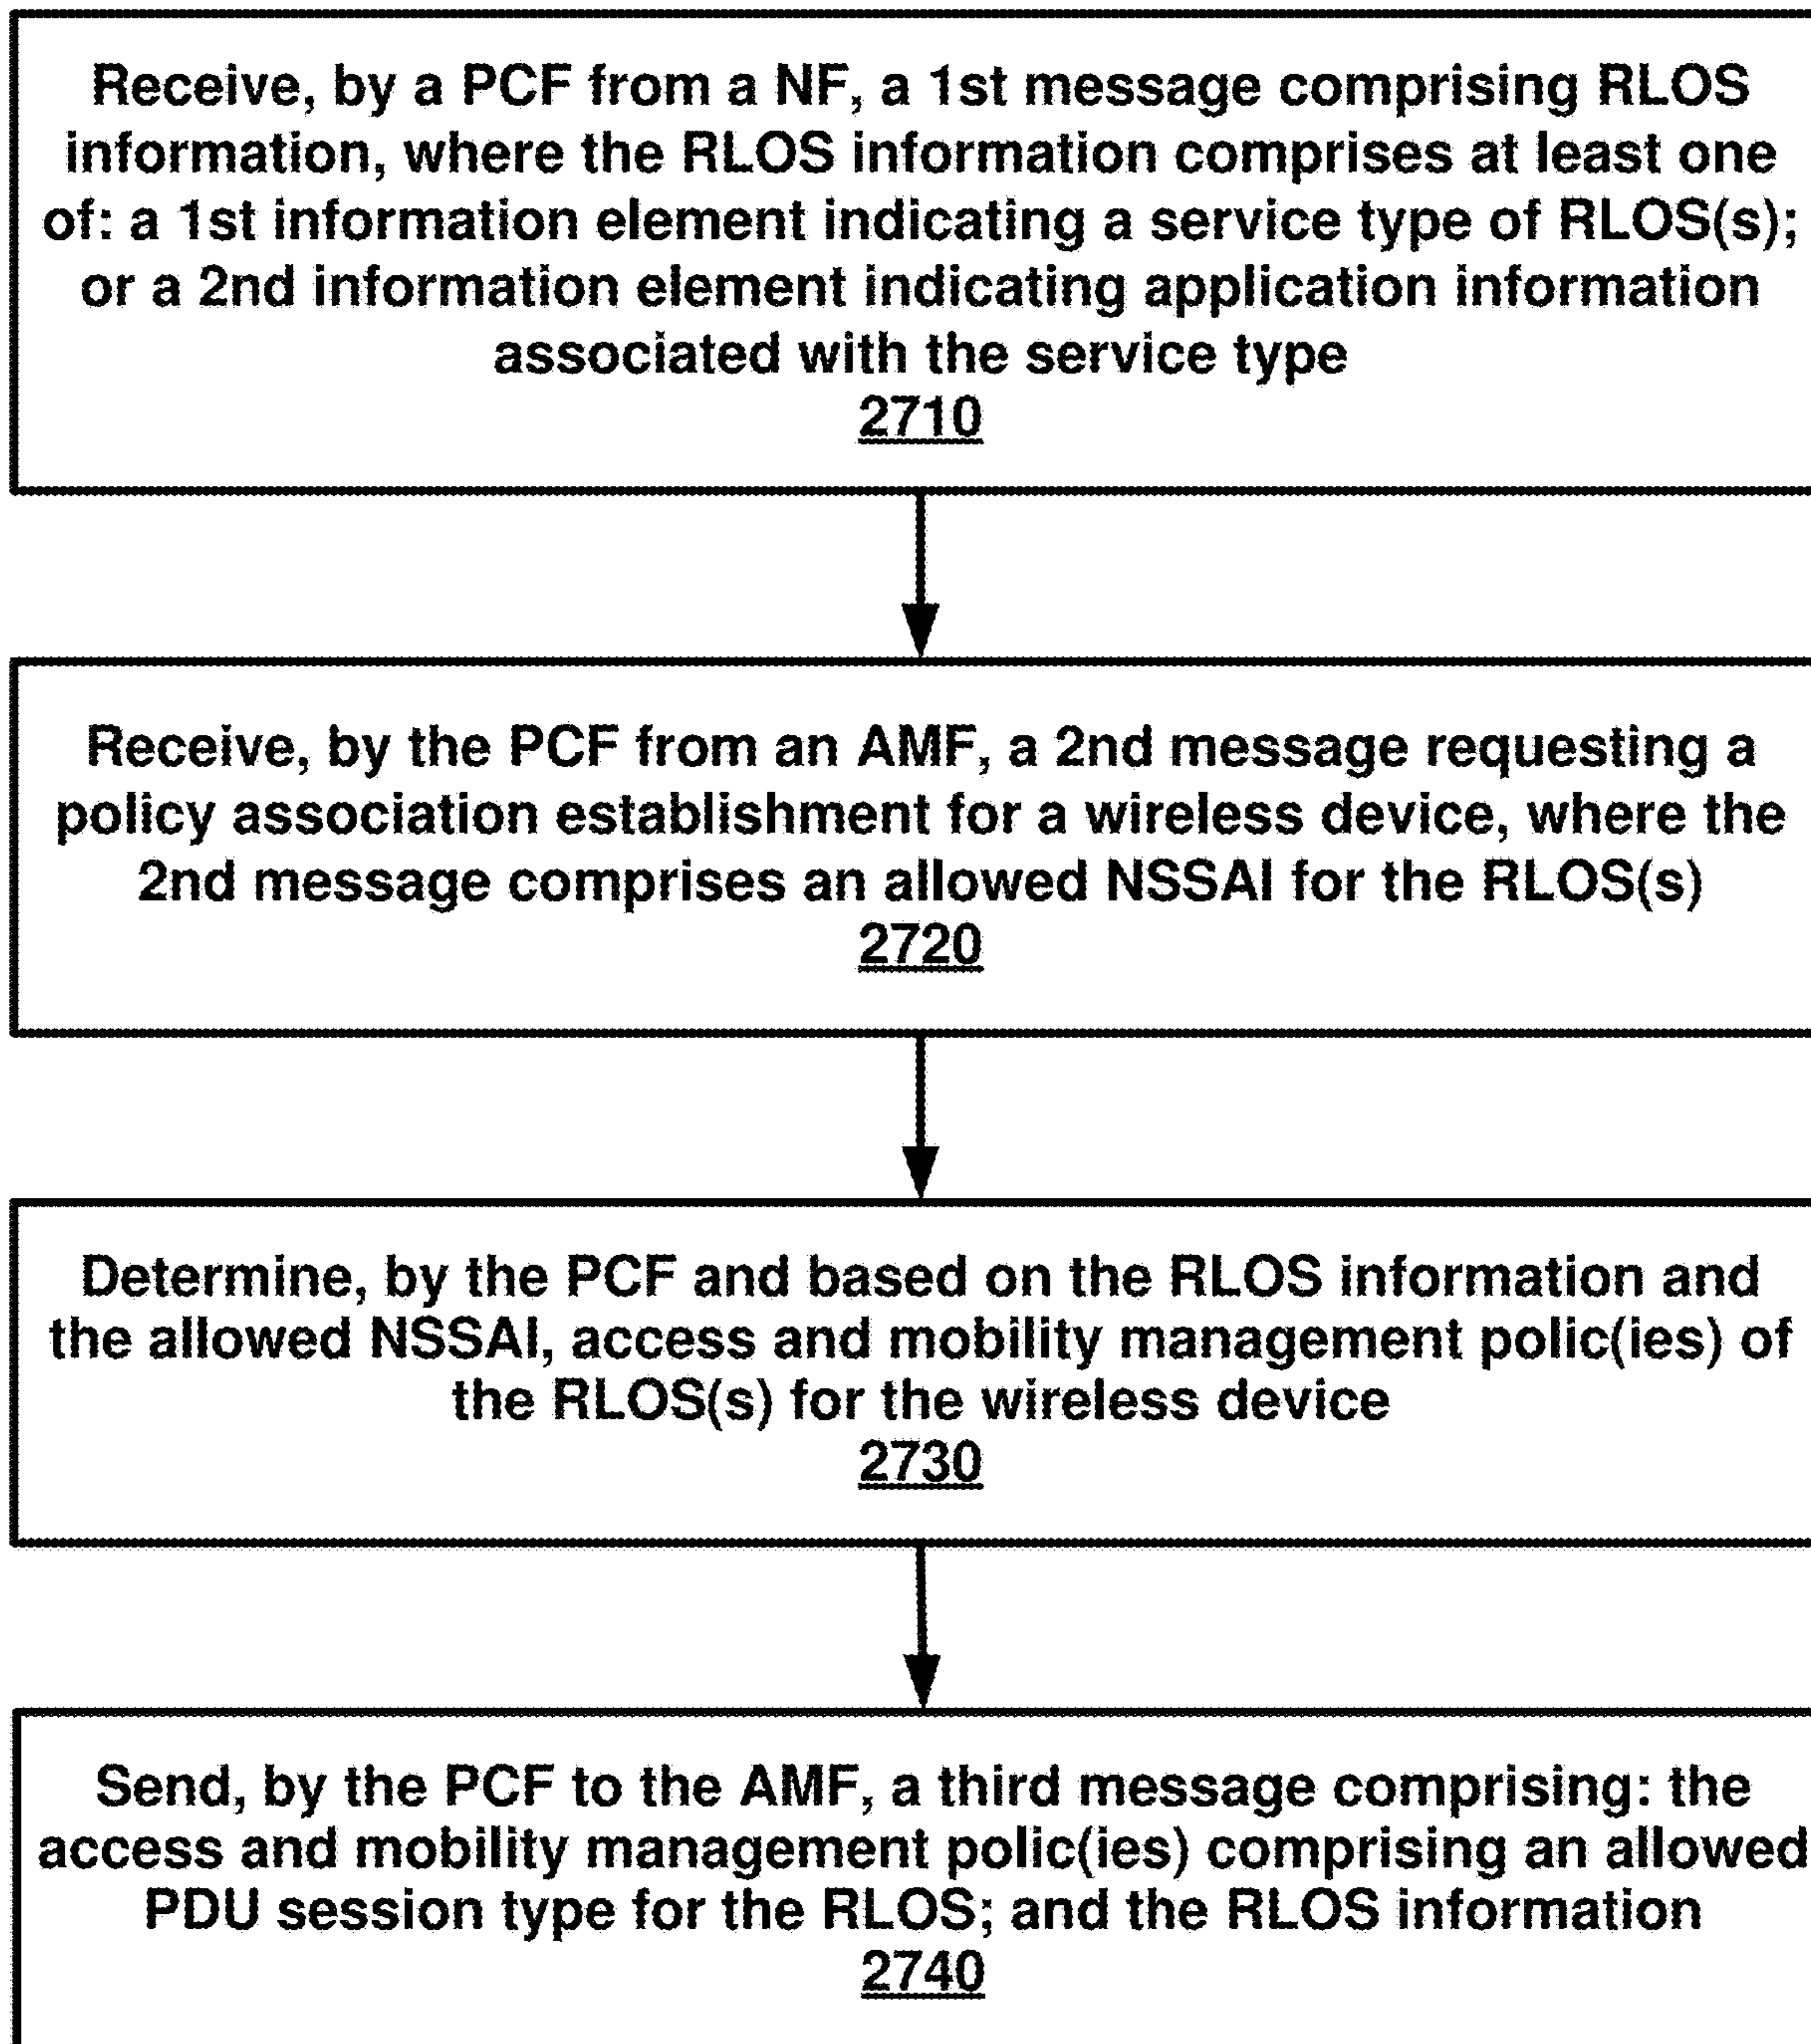 Receive, by a PCF from a NF, a 1st message comprising RLOS
information, where the RLOS information comprises at least one
of: a 1st information element indicating a service type of RLOS(s);
or a 2nd information element indicating application information
associated with the service type
2710
Receive, by the PCF from an AMF, a 2nd message requesting a
policy association establishment for a wireless device, where the
2nd message comprises an allowed NSSAI for the RLOS(s)
2720
Determine, by the PCF and based on the RLOS information and
the allowed NSSAI, access and mobility management polic(ies) of
the RLOS(s) for the wireless device
2730
Send, by the PCF to the AMF, a third message comprising: the
access and mobility management polic(ies) comprising an allowed
PDU session type for the RLOS; and the RLOS information
2740